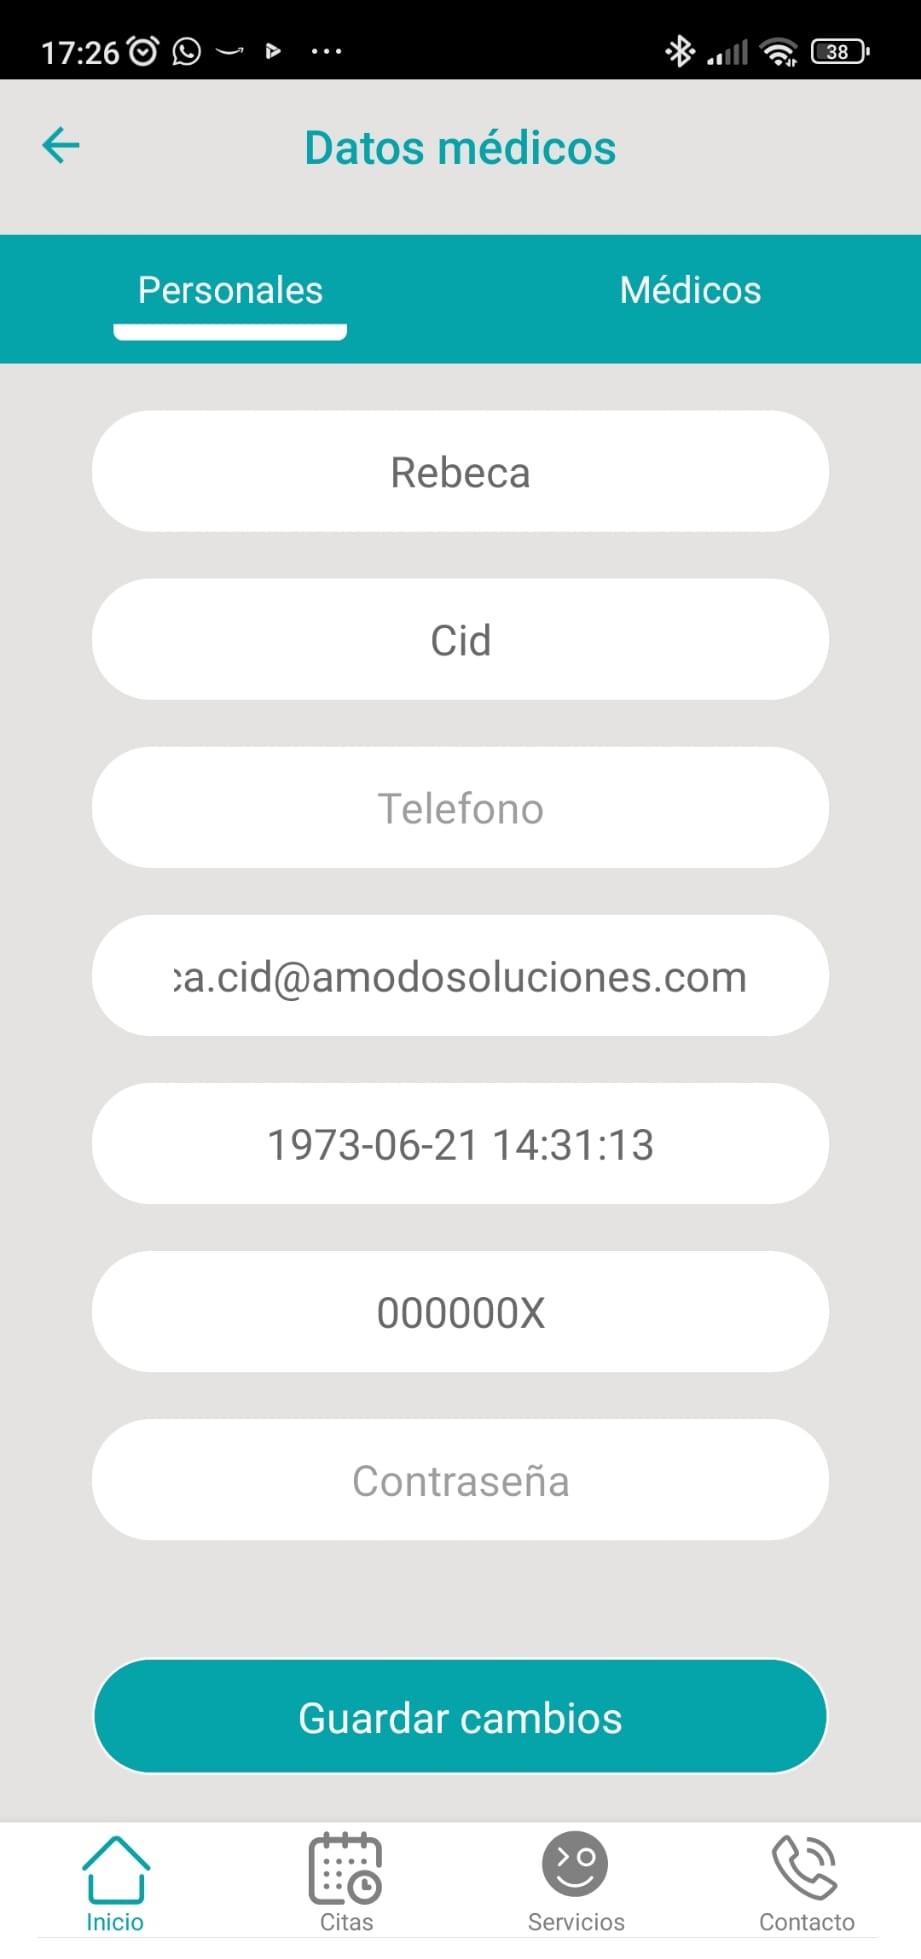 17:26
38
Datos médicos
Personales
Médicos
Rebeca
Cid
Telefono
a.cid@amodosoluciones.com
1973-06-21 14:31:13
000000X
Contraseña
Guardar cambios
Inicio
Citas
Servicios
Contacto